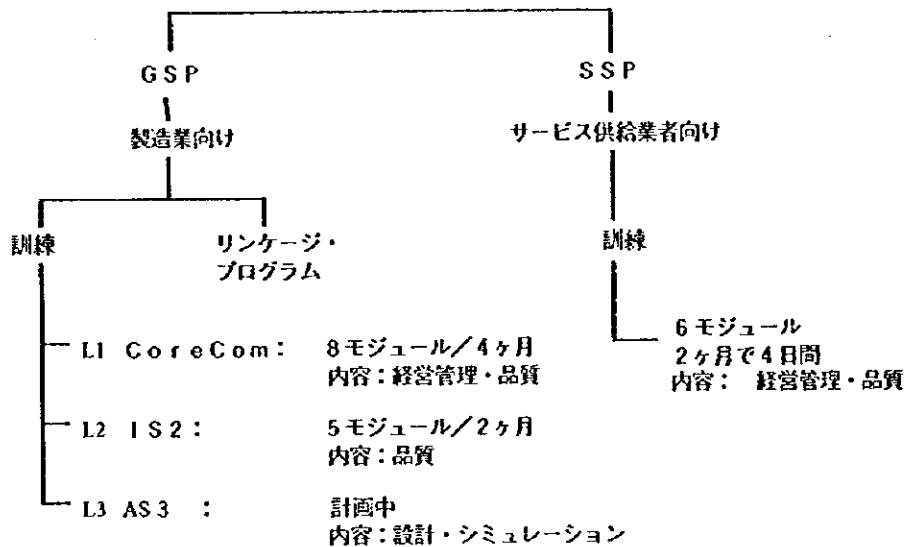 GSP
SSP
製造業向け
サービス供給業者向け
訓練
リンケージ・
プログラム
訓練
L1 CoreCom: 8モジュール/4ヶ月
内容:経営管理・品質
L2 IS2: 5モジュール/2ヶ月
内容:品質
L3 AS3 : 計画中
内容:設計・シミュレーション
6モジュール
2ヶ月で4日間
内容: 経営管理・品質